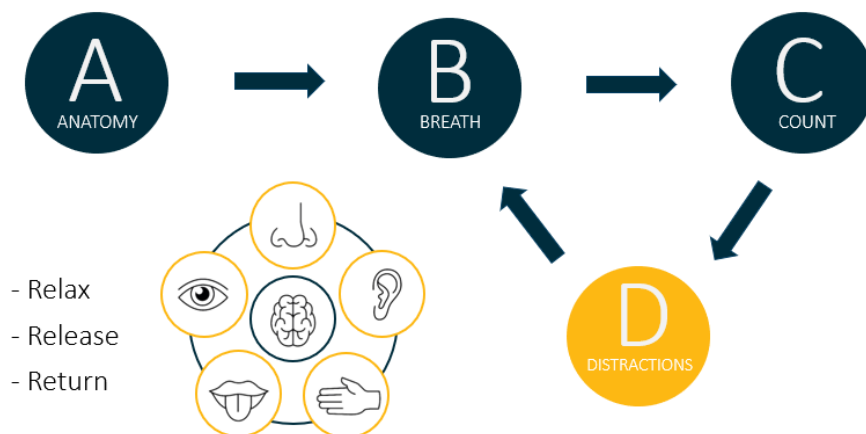 A
ANATOMY
B
BREATH
C
COUNT
D
DISTRACTIONS
- Relax
- Release
- Return